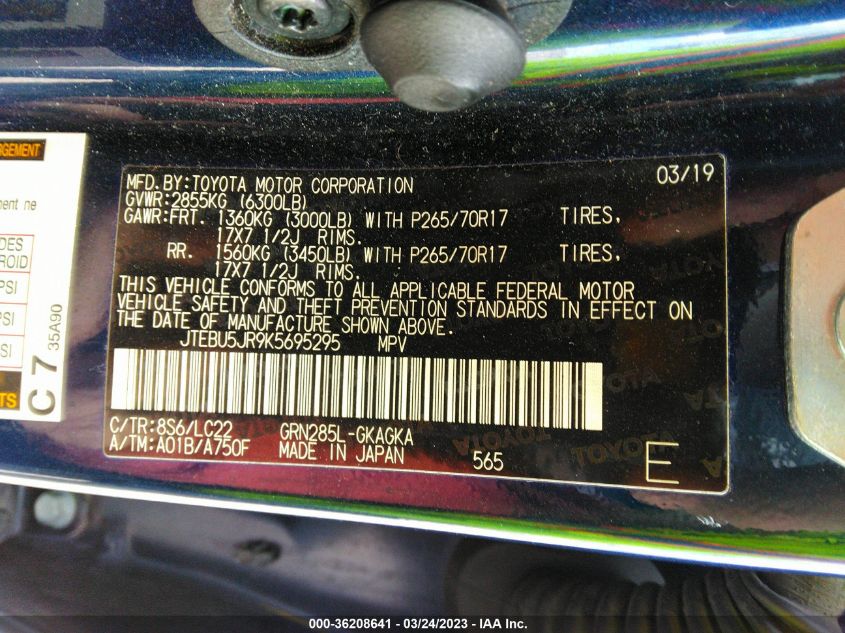 MFD.BY:TOYOTA MOTOR CORPORATION 03/19
GVWR:2855KG (6300LB)
GAWR:FRT. 1360KG (3000LB) WITH P265/70R17 TIRES,
17X7 1/2J RIMS.
RR. 1560KG (3450LB) WITH P265/70R17 TIRES,
17X7 1/2J RIMS.
THIS VEHICLE CONFORMS TO ALL APPLICABLE FEDERAL MOTOR
VEHICLE SAFETY AND THEFT PREVENTION STANDARDS IN EFFECT ON
THE DATE OF MANUFACTURE SHOWN ABOVE.
JTEBU5JR9K5695295 MPV
C/TR:8S6/LC22 GRN285L-GKAGKA
A/TM:A01B/A750F MADE IN JAPAN 565 E
TOYOTA
ment ne
PSI
PSI
PSI
C 7 35A90
000-36208641 / 03/24/2023 / IAA Inc.